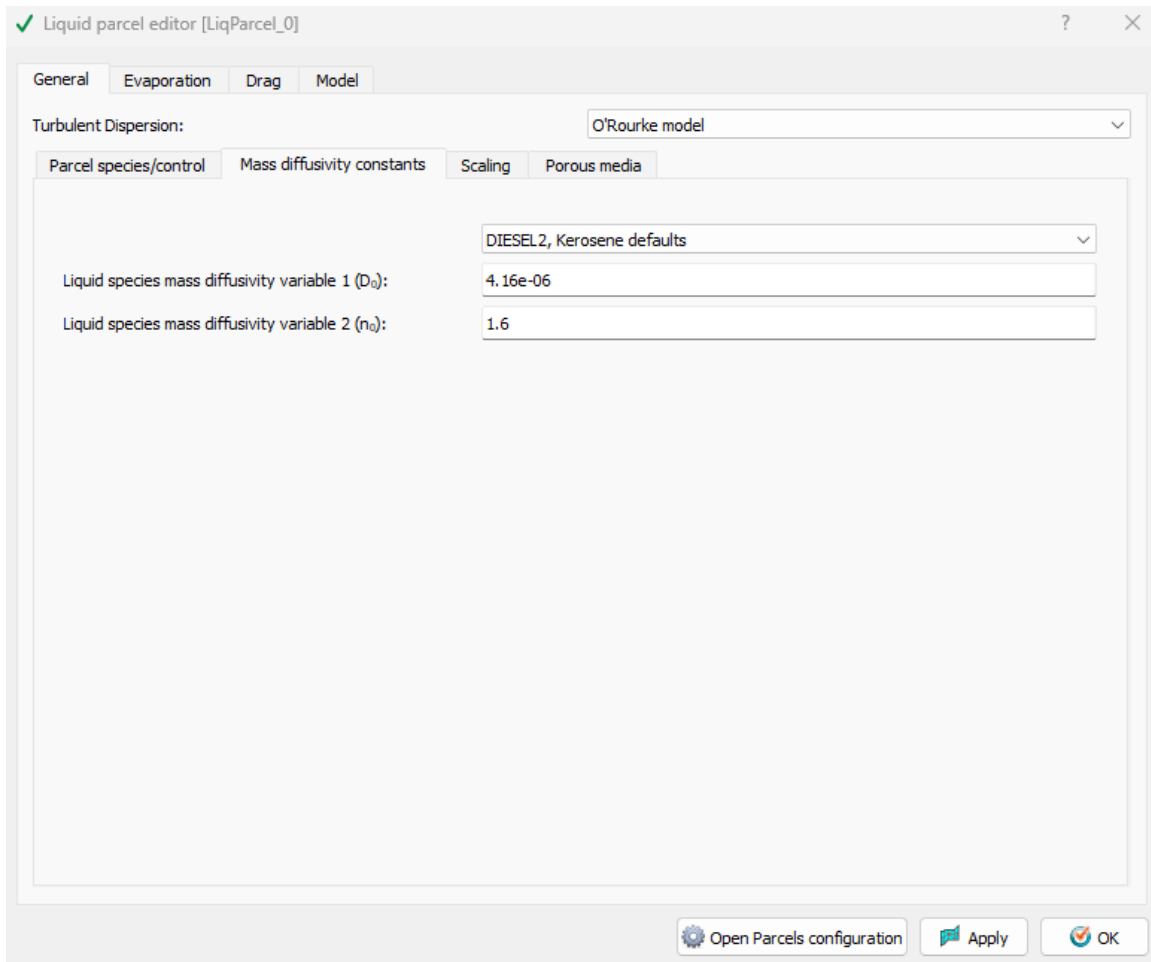 Liquid parcel editor [LiqParcel_0] ? ×
General Evaporation Drag Model
Turbulent Dispersion: O'Rourke model
Parcel species/control Mass diffusivity constants Scaling Porous media
DIESEL2, Kerosene defaults
Liquid species mass diffusivity variable 1 (D₀): 4.16e-06
Liquid species mass diffusivity variable 2 (n₀): 1.6
Open Parcels configuration Apply OK